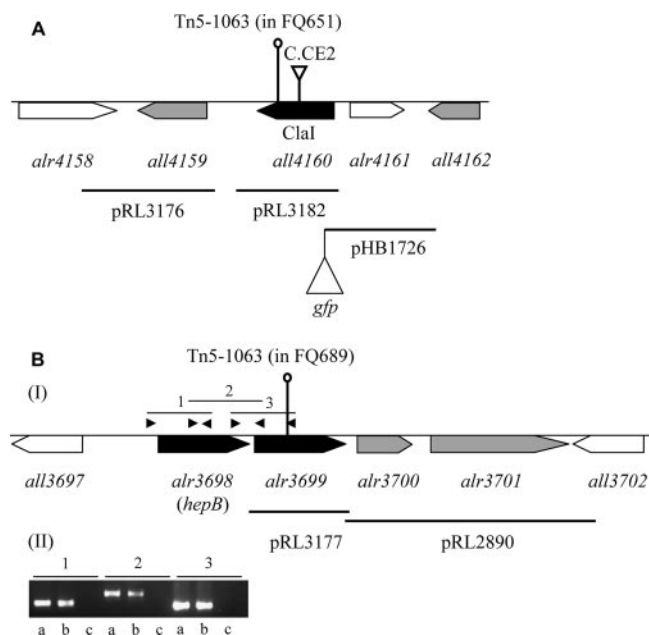 A
Tn5-1063 (in FQ651)
C.CE2
ClaI
alr4158 all4159 all4160 alr4161 all4162
pRL3176 pRL3182
pHB1726
gfp
B
Tn5-1063 (in FQ689)
(I)
2
1 3
all3697 alr3698 alr3699 alr3700 alr3701 all3702
(hepB)
(II)
pRL3177 pRL2890
1 2 3
a b c a b c a b c